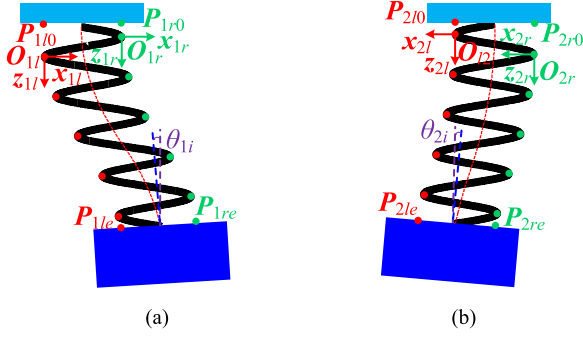 P1l0
P1r0
x1r
O1l
z1r
O1r
x1l
z1l
θ1i
P1le
P1re
(a)
P2l0
P2r0
x2l
x2r
Ol2
z2l
z2r
O2r
θ2i
P2le
P2re
(b)